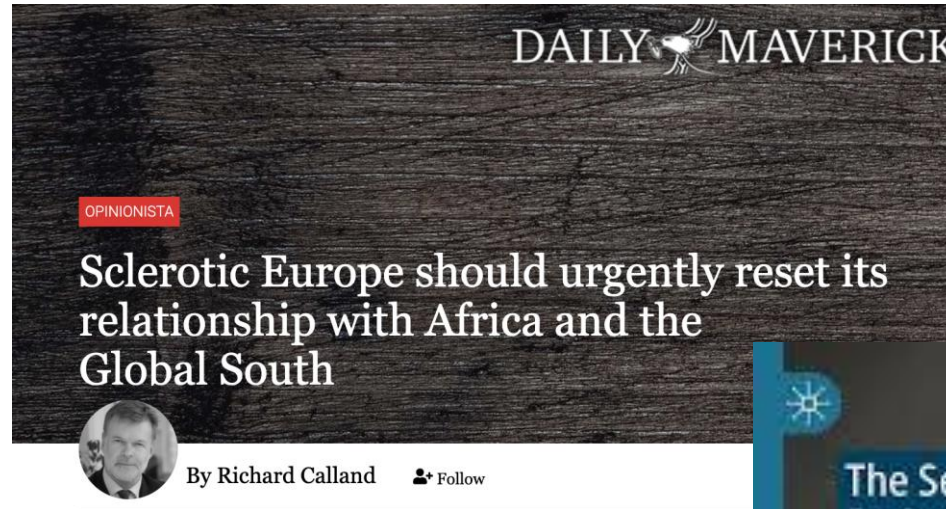 DAILY MAVERICK
OPINIONISTA
Sclerotic Europe should urgently reset its
relationship with Africa and the
Global South
By Richard Calland
Follow
The